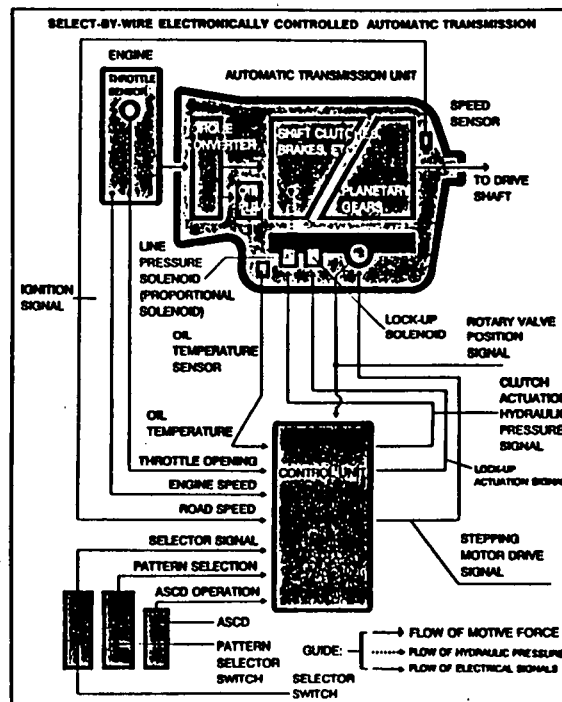 SELECT-BY-WIRE ELECTRONICALLY CONTROLLED AUTOMATIC TRANSMISSION
ENGINE
THROTTLE
SENSOR
AUTOMATIC TRANSMISSION UNIT
SPEED
SENSOR
CONVERTER
SHIFT CLUTCHES,
BRAKES, ETC
OIL
PLANETARY
GEARS
TO DRIVE
SHAFT
LINE
PRESSURE
SOLENOID
(PROPORTIONAL
SOLENOID)
IGNITION
SIGNAL
LOCK-UP
SOLENOID
ROTARY VALVE
POSITION
SIGNAL
OIL
TEMPERATURE
SENSOR
CLUTCH
ACTUATION
HYDRAULIC
PRESSURE
SIGNAL
OIL
TEMPERATURE
LOCK-UP
ACTUATION SIGNAL
THROTTLE OPENING
CONTROL UNIT
ENGINE SPEED
ROAD SPEED
SELECTOR SIGNAL
STEPPING
MOTOR DRIVE
SIGNAL
PATTERN SELECTION
ASCD OPERATION
ASCD
PATTERN
SELECTOR
SWITCH
SELECTOR
SWITCH
GUIDE:
FLOW OF MOTIVE FORCE
FLOW OF HYDRAULIC PRESSURE
FLOW OF ELECTRICAL SIGNALS